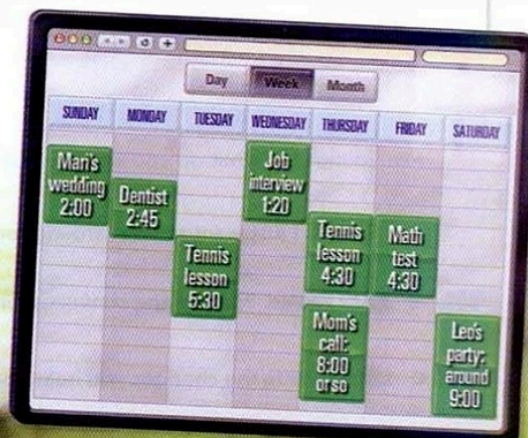 Day Week Month
SUNDAY MONDAY TUESDAY WEDNESDAY THURSDAY FRIDAY SATURDAY
Mari's
wedding
2:00
Dentist
2:45
Tennis
lesson
5:30
Job
interview
1:20
Tennis
lesson
4:30
Mom's
call:
8:00
or so
Math
test
4:30
Leo's
party:
around
9:00